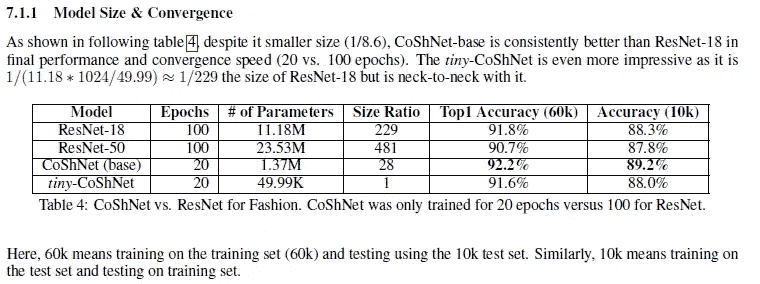 7.1.1 Model Size & Convergence
As shown in following table 4, despite it smaller size (1/8.6), CoShNet-base is consistently better than ResNet-18 in
final performance and convergence speed (20 vs. 100 epochs). The tiny-CoShNet is even more impressive as it is
1/(11.18 * 1024/49.99) ≈ 1/229 the size of ResNet-18 but is neck-to-neck with it.
Model Epochs # of Parameters Size Ratio Top1 Accuracy (60k) Accuracy (10k)
ResNet-18 100 11.18M 229 91.8% 88.3%
ResNet-50 100 23.53M 481 90.7% 87.8%
CoShNet (base) 20 1.37M 28 92.2% 89.2%
tiny-CoShNet 20 49.99K 1 91.6% 88.0%
Table 4: CoShNet vs. ResNet for Fashion. CoShNet was only trained for 20 epochs versus 100 for ResNet.
Here, 60k means training on the training set (60k) and testing using the 10k test set. Similarly, 10k means training on
the test set and testing on training set.